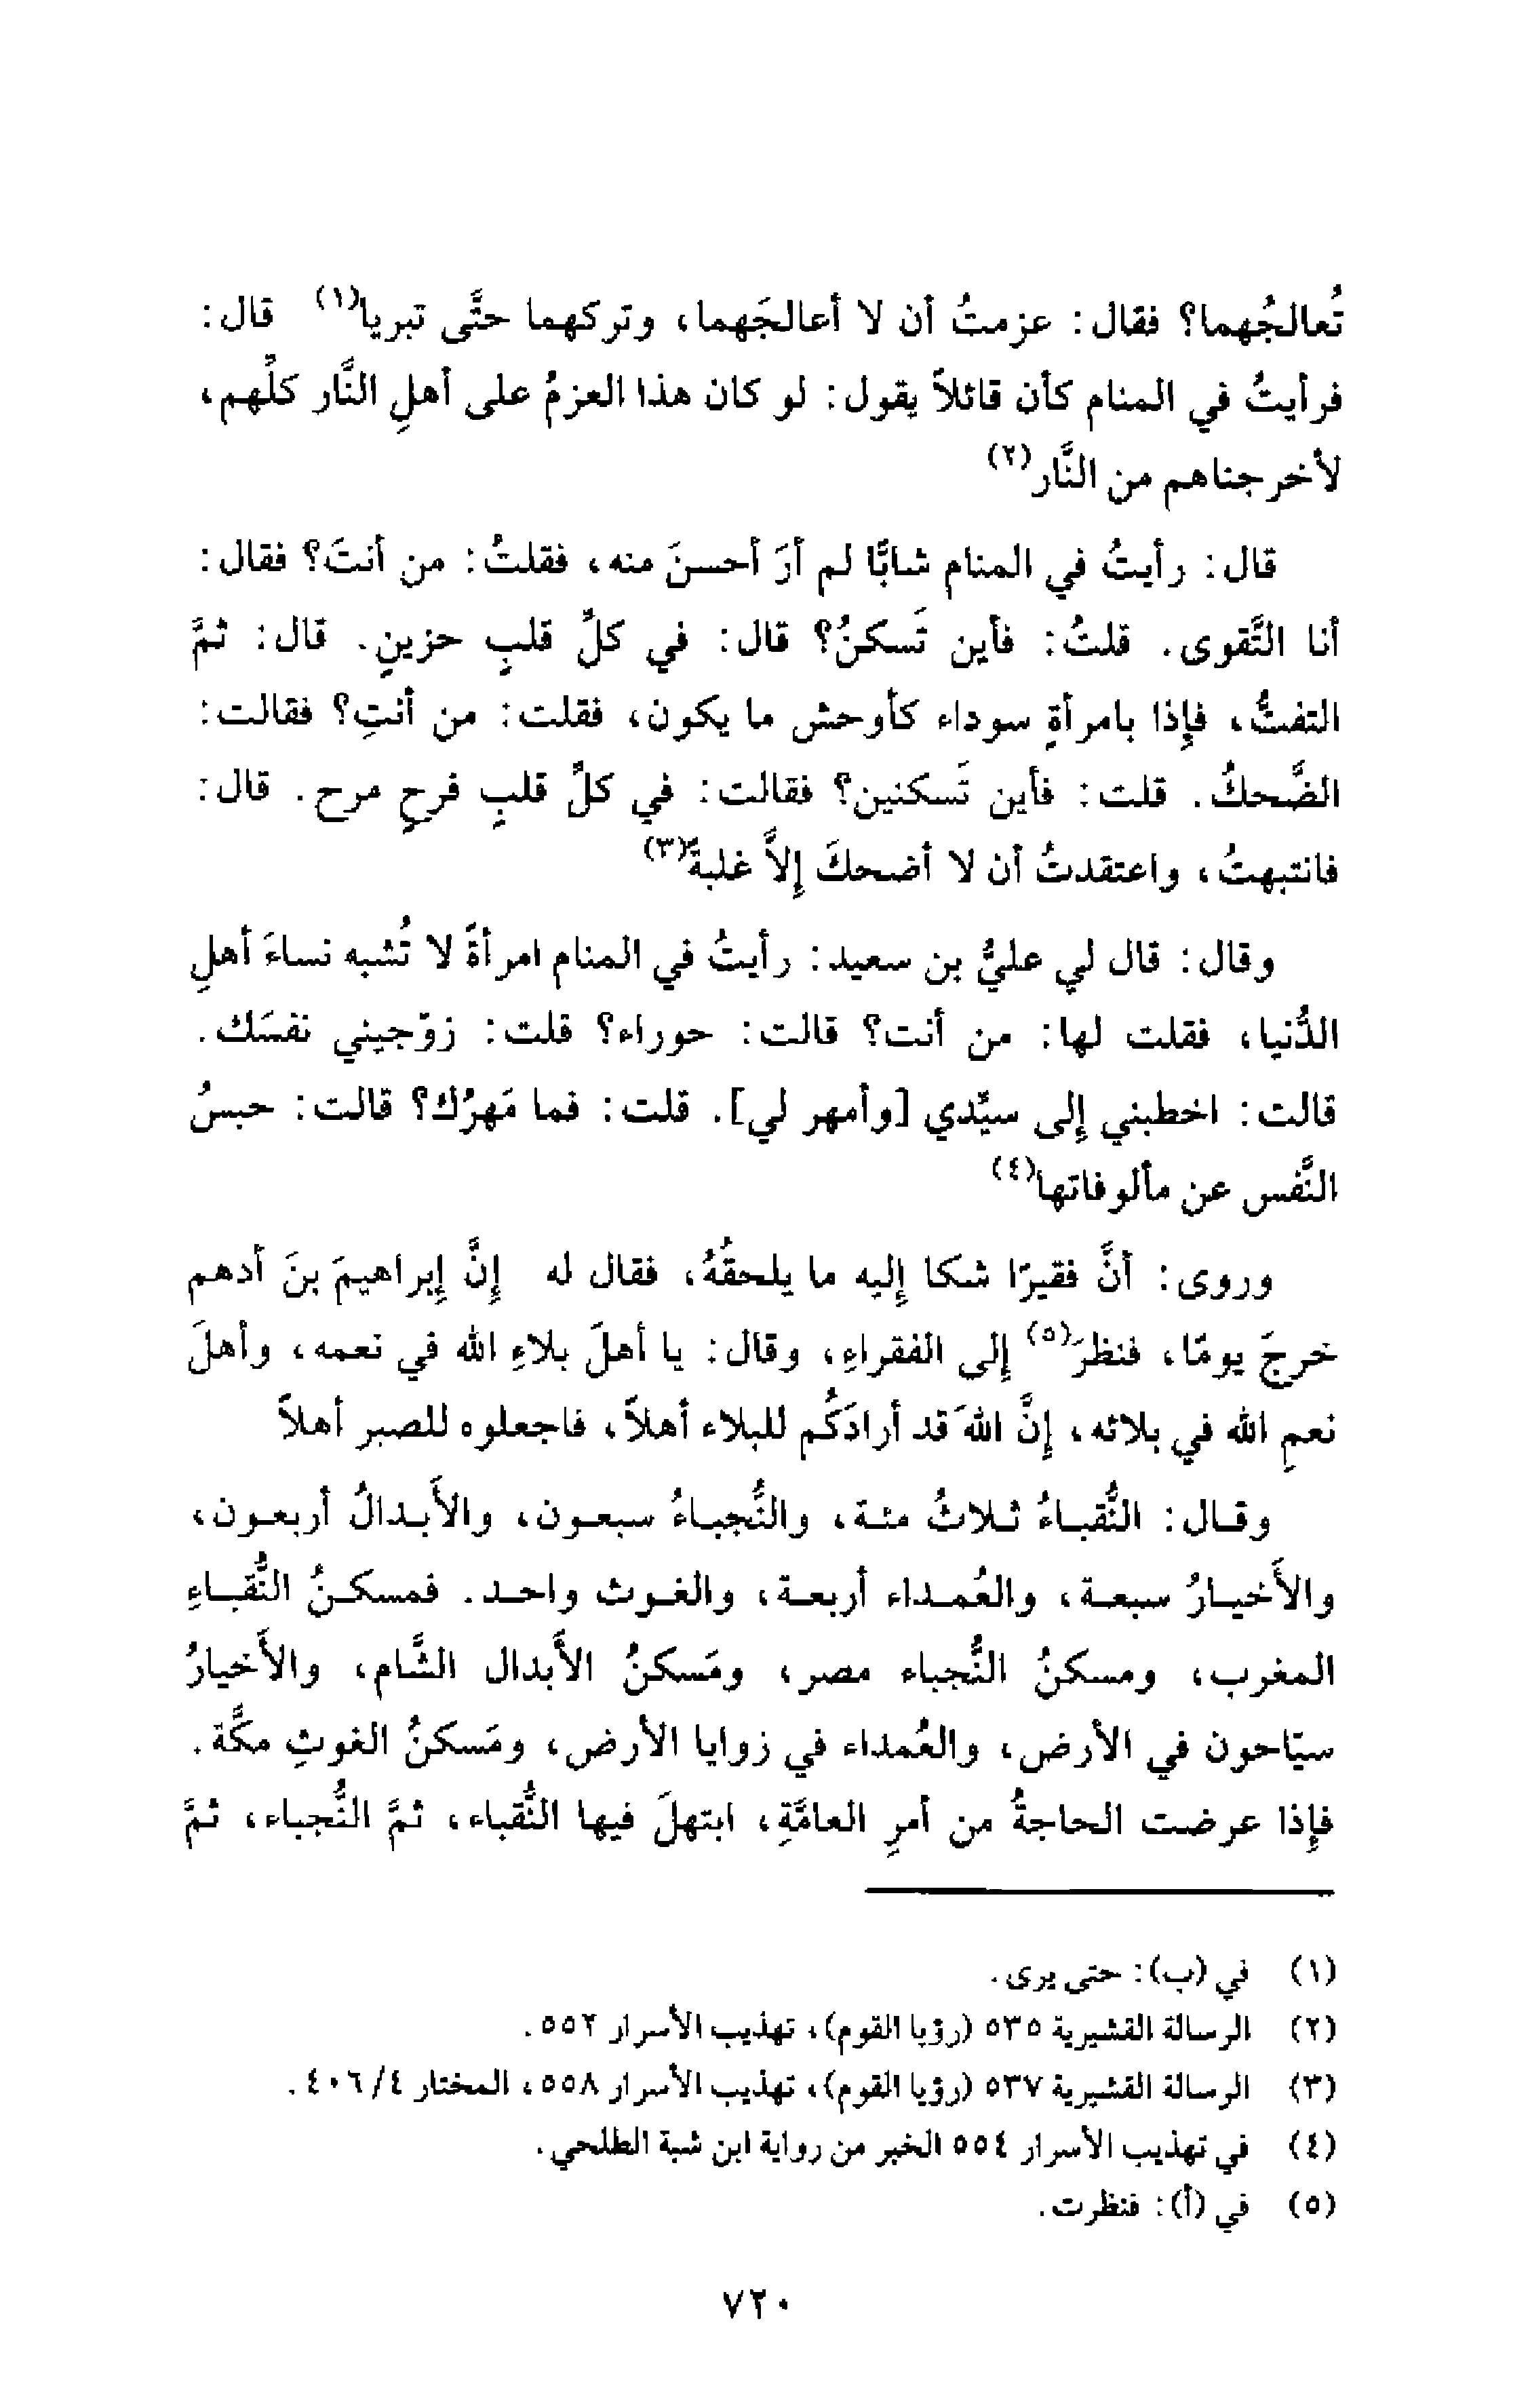 تُعالجُهما؟ فقال: عزمتُ أن لا أعالجَهما، وتركهما حتَّى تبريا(١) قال:
فرأيتُ في المنام كأن قائلاً يقول: لو كان هذا العزمُ على أهلِ النَّار كلِّهم،
لأخرجناهم من النَّار(٢)
قال: رأيتُ في المنام شابًّا لم أرَ أحسنَ منه، فقلتُ: من أنتَ؟ فقال:
أنا التَّقوى. قلتُ: فأين تَسكنُ؟ قال: في كلِّ قلبٍ حزينٍ. قال: ثمَّ
التفتُّ، فإذا بامرأةٍ سوداء كأوحش ما يكون، فقلت: من أنتِ؟ فقالت:
الضَّحكُ. قلت: فأين تَسكنين؟ فقالت: في كلِّ قلبٍ فرحٍ مرح. قال:
فانتبهتُ، واعتقدتُ أن لا أضحكَ إلاَّ غلبةً(٣)
وقال: قال لي عليُّ بن سعيد: رأيتُ في المنام امرأةً لا تُشبه نساءَ أهلِ
الدُّنيا، فقلت لها: من أنت؟ قالت: حوراء؟ قلت: زوّجيني نفسَك.
قالت: اخطبني إلى سيِّدي [وأمهر لي]. قلت: فما مَهرُك؟ قالت: حبسُ
النَّفس عن مألوفاتها(٤)
وروى: أنَّ فقيرًا شكا إليه ما يلحقُهُ، فقال له إنَّ إبراهيمَ بنَ أدهم
خرجَ يومًا، فنظرَ(٥) إلى الفقراءِ، وقال: يا أهلَ بلاءِ الله في نعمه، وأهلَ
نعمِ الله في بلائه، إنَّ اللهَ قد أرادَكُم للبلاء أهلاً، فاجعلوه للصبر أهلاً
وقال: النُّقباءُ ثلاثُ مئة، والنُّجباءُ سبعون، والأَبدالُ أربعون،
والأَخيارُ سبعة، والعُمداء أربعة، والغوث واحد. فمسكنُ النُّقباءِ
المغرب، ومسكنُ النُّجباء مصر، ومَسكنُ الأَبدال الشَّام، والأَخيارُ
سيّاحون في الأرض، والعُمداء في زوايا الأرض، ومَسكنُ الغوثِ مكَّة.
فإذا عرضت الحاجةُ من أمرِ العامَّةِ، ابتهلَ فيها النُّقباء، ثمَّ النُّجباء، ثمَّ
(١) في (ب): حتى يرى.
(٢) الرسالة القشيرية ٥٣٥ (رؤيا القوم)، تهذيب الأسرار ٥٥٢.
(٣) الرسالة القشيرية ٥٣٧ (رؤيا القوم)، تهذيب الأسرار ٥٥٨، المختار ٤/ ٤٠٦.
(٤) في تهذيب الأسرار ٥٥٤ الخبر من رواية ابن شبة الطلحي.
(٥) في (أ): فنظرت.
٧٢٠